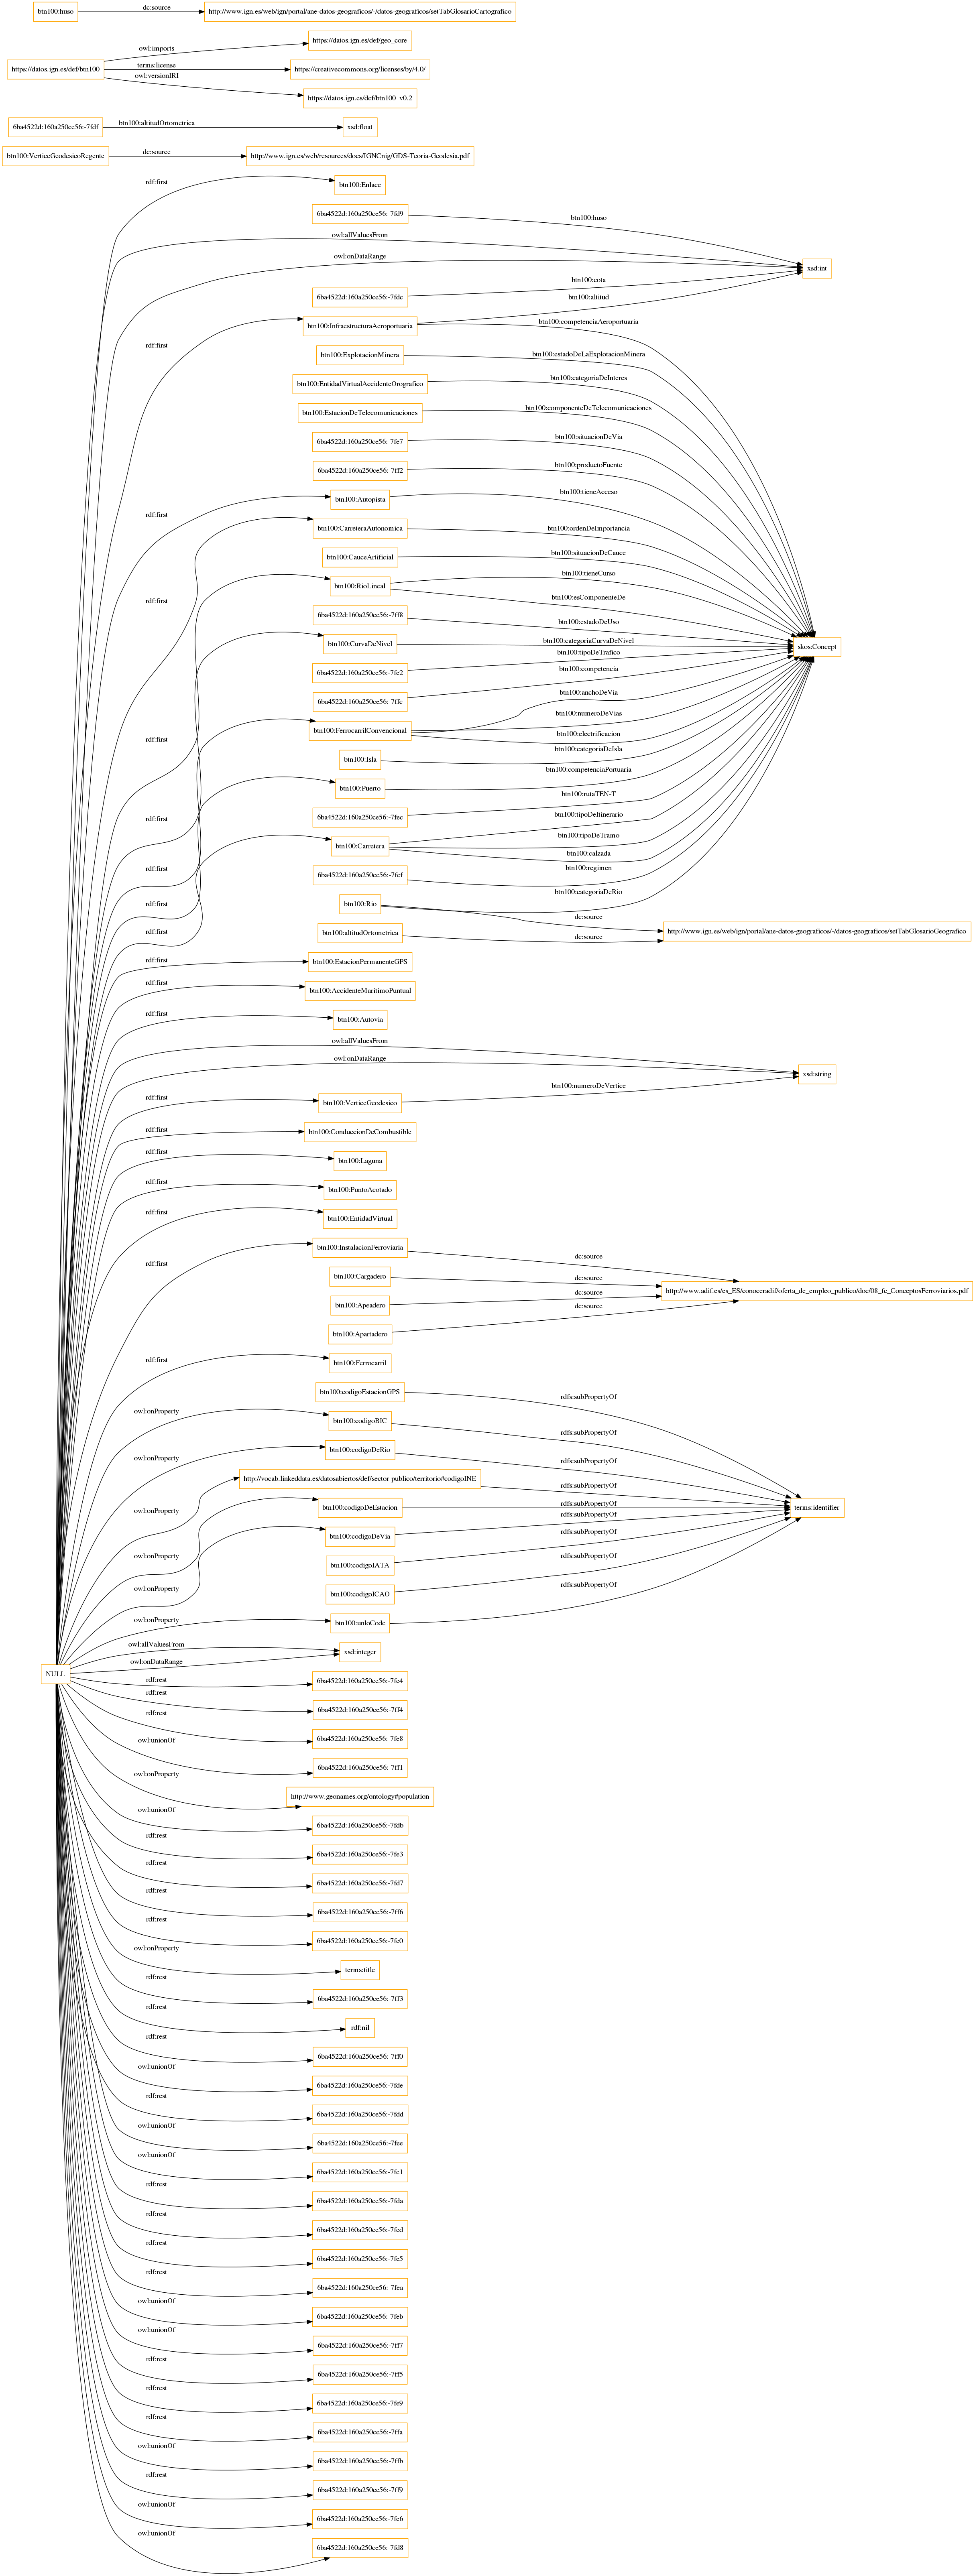 btn100:huso
dc:source
http://www.ign.es/web/ign/portal/ane-datos-geograficos/-/datos-geograficos/setTabGlosarioCartografico
https://datos.ign.es/def/btn100
owl:imports
https://datos.ign.es/def/geo_core
terms:license
https://creativecommons.org/licenses/by/4.0/
owl:versionIRI
https://datos.ign.es/def/btn100_v0.2
6ba4522d:160a250ce56:-7fdf
btn100:altitudOrtometrica
xsd:float
btn100:VerticeGeodesicoRegente
dc:source
http://www.ign.es/web/resources/docs/IGNCnig/GDS-Teoria-Geodesia.pdf
rdf:first
btn100:Enlace
6ba4522d:160a250ce56:-7fd9
btn100:huso
owl:allValuesFrom
owl:onDataRange
xsd:int
6ba4522d:160a250ce56:-7fdc
btn100:cota
btn100:altitud
rdf:first
btn100:InfraestructuraAeroportuaria
btn100:competenciaAeroportuaria
btn100:ExplotacionMinera
btn100:estadoDeLaExplotacionMinera
btn100:EntidadVirtualAccidenteOrografico
btn100:categoriaDeInteres
btn100:EstacionDeTelecomunicaciones
btn100:componenteDeTelecomunicaciones
6ba4522d:160a250ce56:-7fe7
btn100:situacionDeVia
6ba4522d:160a250ce56:-7ff2
btn100:productoFuente
rdf:first
btn100:Autopista
btn100:tieneAcceso
rdf:first
btn100:CarreteraAutonomica
btn100:ordenDeImportancia
btn100:CauceArtificial
btn100:situacionDeCauce
rdf:first
btn100:RioLineal
btn100:tieneCurso
btn100:esComponenteDe
6ba4522d:160a250ce56:-7ff8
btn100:estadoDeUso
rdf:first
btn100:CurvaDeNivel
btn100:categoriaCurvaDeNivel
skos:Concept
6ba4522d:160a250ce56:-7fe2
btn100:tipoDeTrafico
6ba4522d:160a250ce56:-7ffc
btn100:competencia
rdf:first
btn100:FerrocarrilConvencional
btn100:anchoDeVia
btn100:numeroDeVias
btn100:electrificacion
btn100:Isla
btn100:categoriaDeIsla
rdf:first
btn100:Puerto
btn100:competenciaPortuaria
6ba4522d:160a250ce56:-7fec
btn100:rutaTEN-T
rdf:first
btn100:Carretera
btn100:tipoDeItinerario
btn100:tipoDeTramo
btn100:calzada
6ba4522d:160a250ce56:-7fef
btn100:regimen
btn100:Rio
btn100:categoriaDeRio
dc:source
btn100:altitudOrtometrica
dc:source
http://www.ign.es/web/ign/portal/ane-datos-geograficos/-/datos-geograficos/setTabGlosarioGeografico
rdf:first
btn100:EstacionPermanenteGPS
rdf:first
btn100:AccidenteMaritimoPuntual
rdf:first
btn100:Autovia
owl:allValuesFrom
owl:onDataRange
xsd:string
rdf:first
btn100:VerticeGeodesico
btn100:numeroDeVertice
rdf:first
btn100:ConduccionDeCombustible
rdf:first
btn100:Laguna
rdf:first
btn100:PuntoAcotado
rdf:first
btn100:EntidadVirtual
rdf:first
btn100:InstalacionFerroviaria
dc:source
btn100:Cargadero
dc:source
http://www.adif.es/es_ES/conoceradif/oferta_de_empleo_publico/doc/08_fc_ConceptosFerroviarios.pdf
btn100:Apeadero
dc:source
btn100:Apartadero
dc:source
rdf:first
btn100:Ferrocarril
btn100:codigoEstacionGPS
rdfs:subPropertyOf
owl:onProperty
btn100:codigoBIC
rdfs:subPropertyOf
owl:onProperty
btn100:codigoDeRio
rdfs:subPropertyOf
owl:onProperty
http://vocab.linkeddata.es/datosabiertos/def/sector-publico/territorio#codigoINE
rdfs:subPropertyOf
owl:onProperty
btn100:codigoDeEstacion
rdfs:subPropertyOf
terms:identifier
owl:onProperty
btn100:codigoDeVia
rdfs:subPropertyOf
btn100:codigoIATA
rdfs:subPropertyOf
btn100:codigoICAO
rdfs:subPropertyOf
owl:onProperty
btn100:unloCode
rdfs:subPropertyOf
NULL
owl:allValuesFrom
owl:onDataRange
xsd:integer
rdf:rest
6ba4522d:160a250ce56:-7fe4
rdf:rest
6ba4522d:160a250ce56:-7ff4
rdf:rest
6ba4522d:160a250ce56:-7fe8
owl:unionOf
6ba4522d:160a250ce56:-7ff1
owl:onProperty
http://www.geonames.org/ontology#population
owl:unionOf
6ba4522d:160a250ce56:-7fdb
rdf:rest
6ba4522d:160a250ce56:-7fe3
rdf:rest
6ba4522d:160a250ce56:-7fd7
rdf:rest
6ba4522d:160a250ce56:-7ff6
rdf:rest
6ba4522d:160a250ce56:-7fe0
owl:onProperty
terms:title
rdf:rest
6ba4522d:160a250ce56:-7ff3
rdf:rest
rdf:nil
rdf:rest
6ba4522d:160a250ce56:-7ff0
owl:unionOf
6ba4522d:160a250ce56:-7fde
rdf:rest
6ba4522d:160a250ce56:-7fdd
owl:unionOf
6ba4522d:160a250ce56:-7fee
owl:unionOf
6ba4522d:160a250ce56:-7fe1
rdf:rest
6ba4522d:160a250ce56:-7fda
rdf:rest
6ba4522d:160a250ce56:-7fed
rdf:rest
6ba4522d:160a250ce56:-7fe5
rdf:rest
6ba4522d:160a250ce56:-7fea
owl:unionOf
6ba4522d:160a250ce56:-7feb
owl:unionOf
6ba4522d:160a250ce56:-7ff7
rdf:rest
6ba4522d:160a250ce56:-7ff5
rdf:rest
6ba4522d:160a250ce56:-7fe9
rdf:rest
6ba4522d:160a250ce56:-7ffa
owl:unionOf
6ba4522d:160a250ce56:-7ffb
rdf:rest
6ba4522d:160a250ce56:-7ff9
owl:unionOf
6ba4522d:160a250ce56:-7fe6
owl:unionOf
6ba4522d:160a250ce56:-7fd8